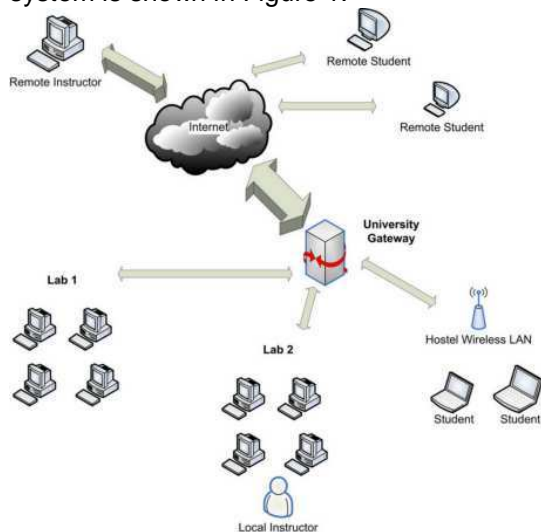 system is shown in Figure 1.
Remote Instructor
Remote Student
Internet
Remote Student
University
Gateway
Lab 1
Lab 2
Hostel Wireless LAN
Student
Student
Local Instructor